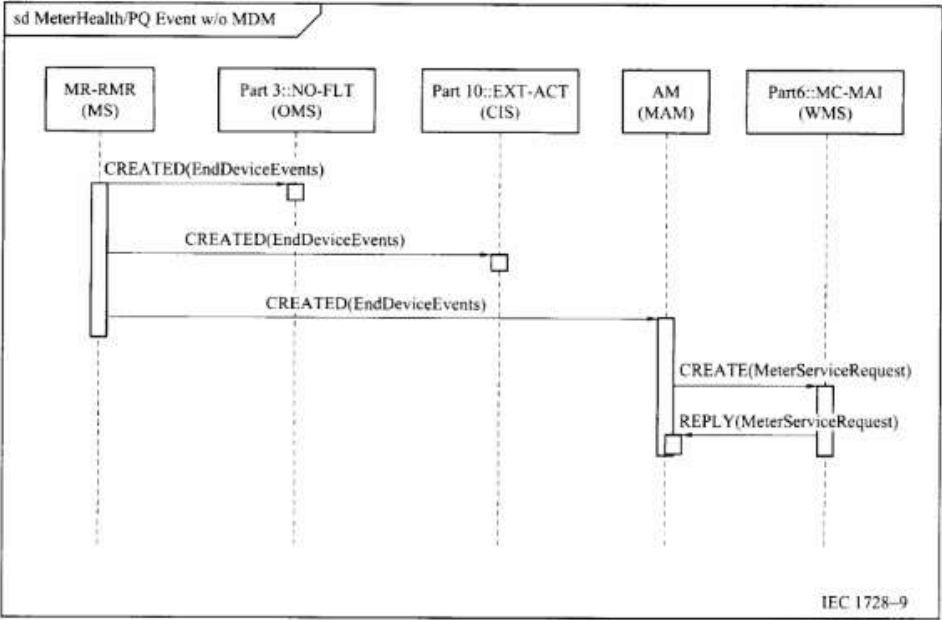 sd MeterHealth/PQ Event w/o MDM
MR-RMR
(MS)
Part 3::NO-FLT
(OMS)
Part 10::EXT-ACT
(CIS)
AM
(MAM)
Part6::MC-MAI
(WMS)
CREATED(EndDeviceEvents)
CREATED(EndDeviceEvents)
CREATED(EndDeviceEvents)
CREATE(MeterServiceRequest)
REPLY(MeterServiceRequest)
IEC 1728–9